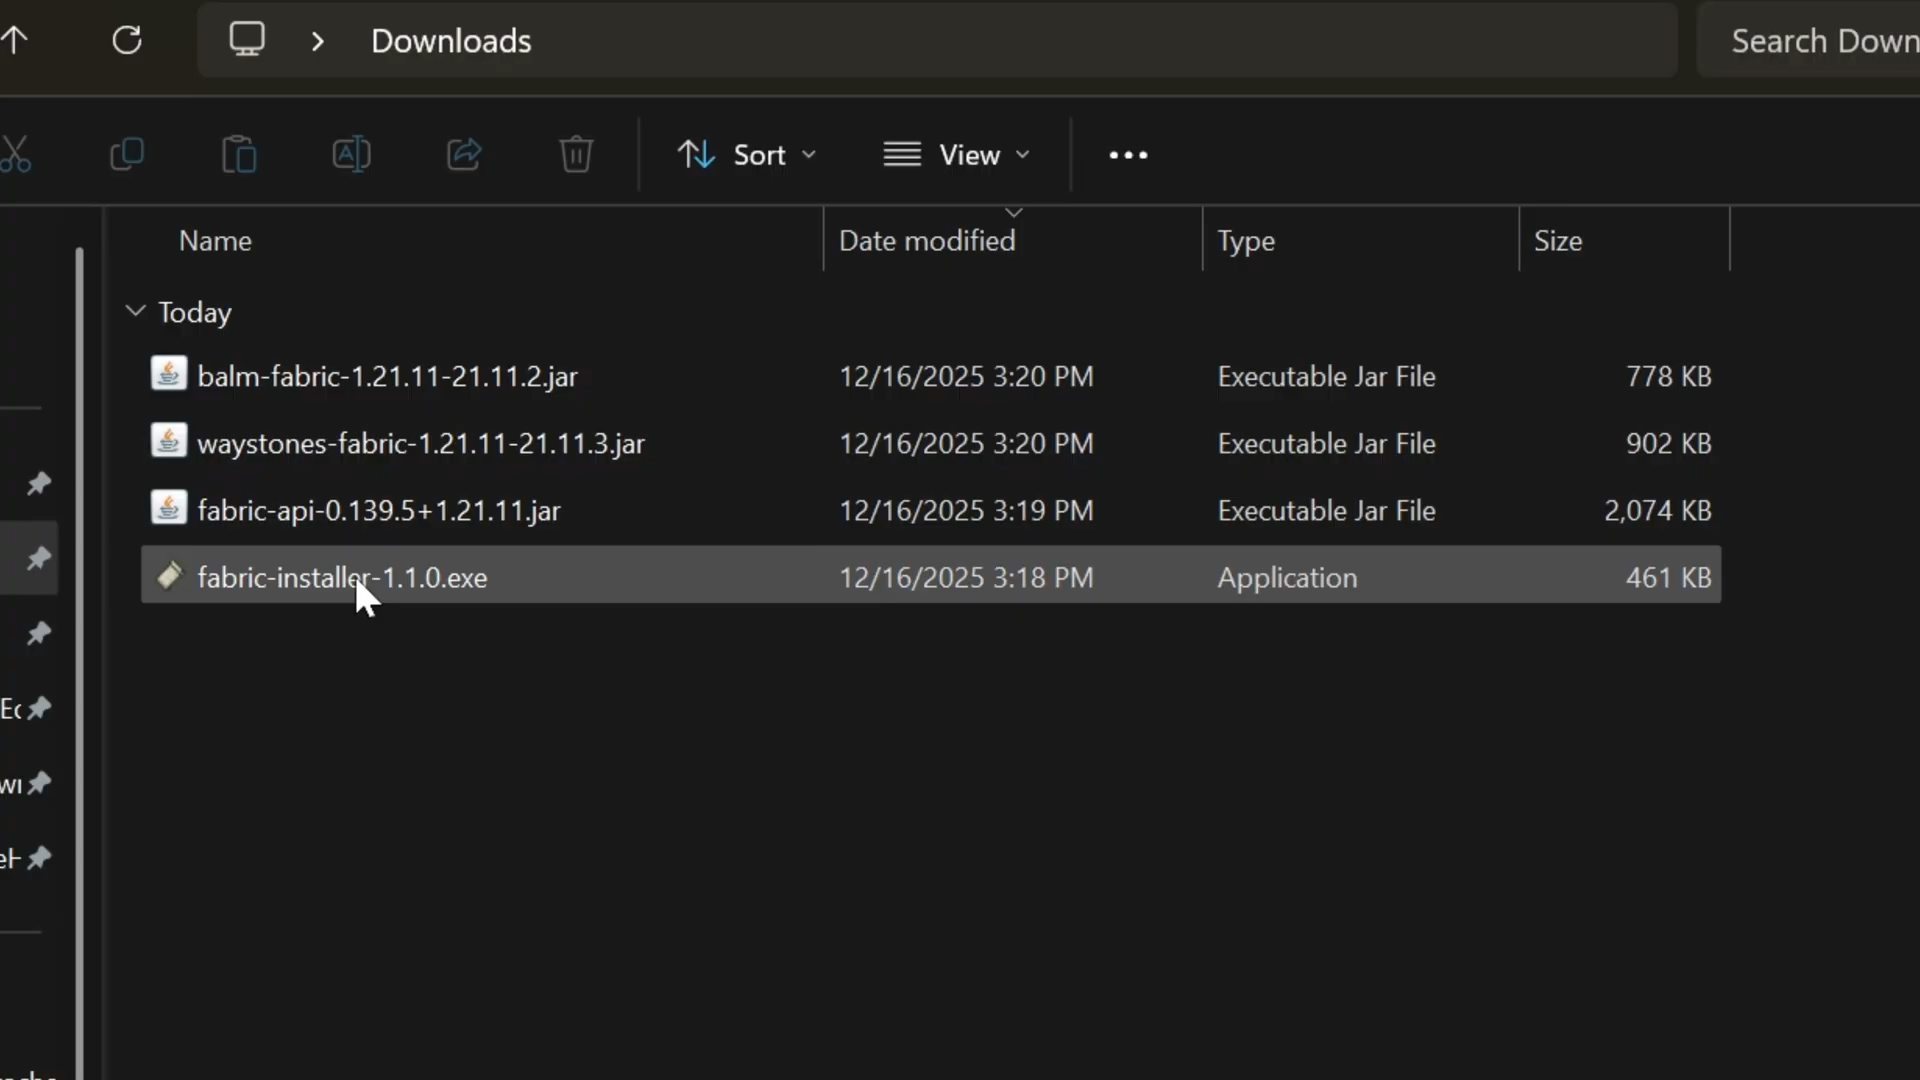 Downloads
Search Down
Sort
View
Name
Date modified
Type
Size
Today
balm-fabric-1.21.11-21.11.2.jar 12/16/2025 3:20 PM Executable Jar File 778 KB
waystones-fabric-1.21.11-21.11.3.jar 12/16/2025 3:20 PM Executable Jar File 902 KB
fabric-api-0.139.5+1.21.11.jar 12/16/2025 3:19 PM Executable Jar File 2,074 KB
fabric-installer-1.1.0.exe 12/16/2025 3:18 PM Application 461 KB